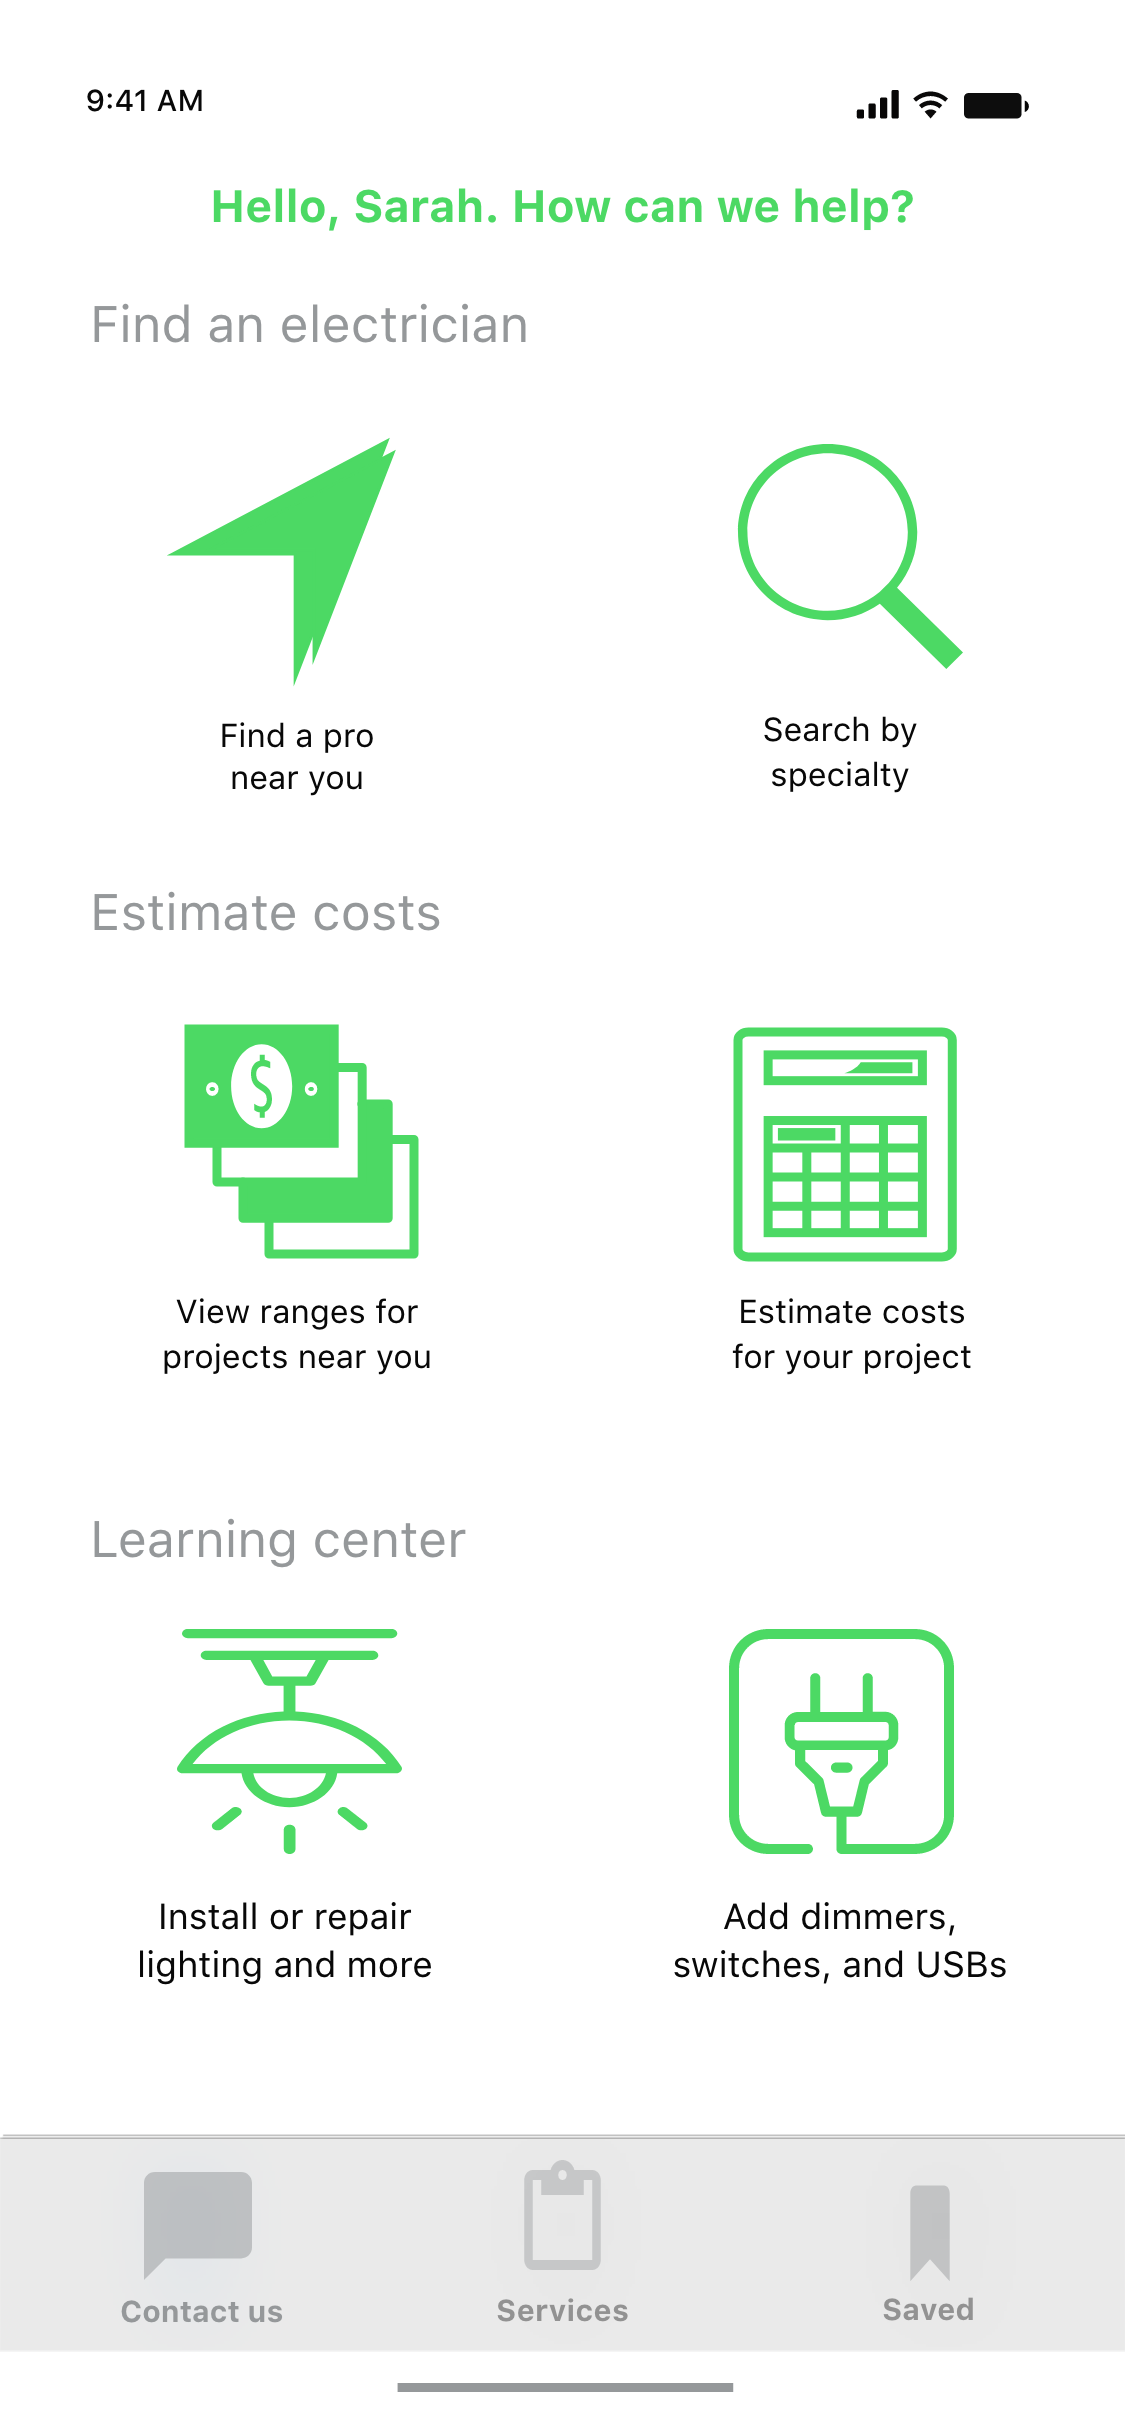 9:41 AM
Hello, Sarah. How can we help?
Find an electrician
Find a pro
near you
Search by
specialty
Estimate costs
$
View ranges for
projects near you
Estimate costs
for your project
Learning center
Install or repair
lighting and more
Add dimmers,
switches, and USBs
Contact us
Services
Saved